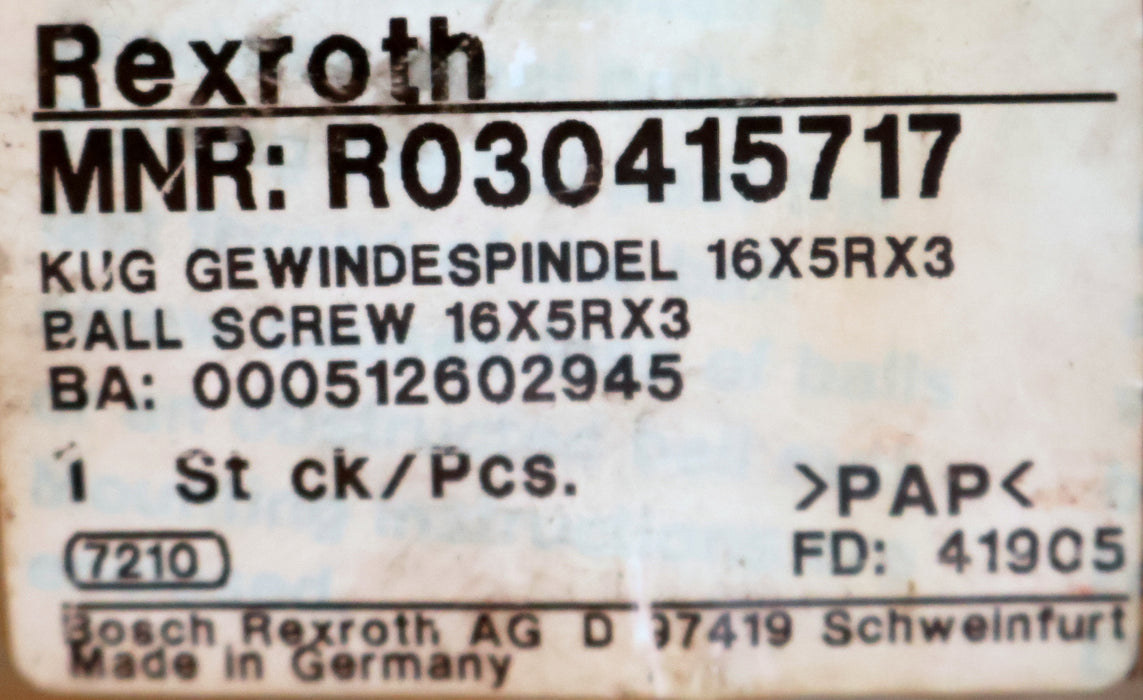 Rexroth
MNR: R030415717
KUG GEWINDESPINDEL 16X5RX3
BALL SCREW 16X5RX3
BA: 000512602945
1 St ck/Pcs.
>PAP<
7210
FD: 41905
Bosch Rexroth AG D 97419 Schweinfurt
Made in Germany